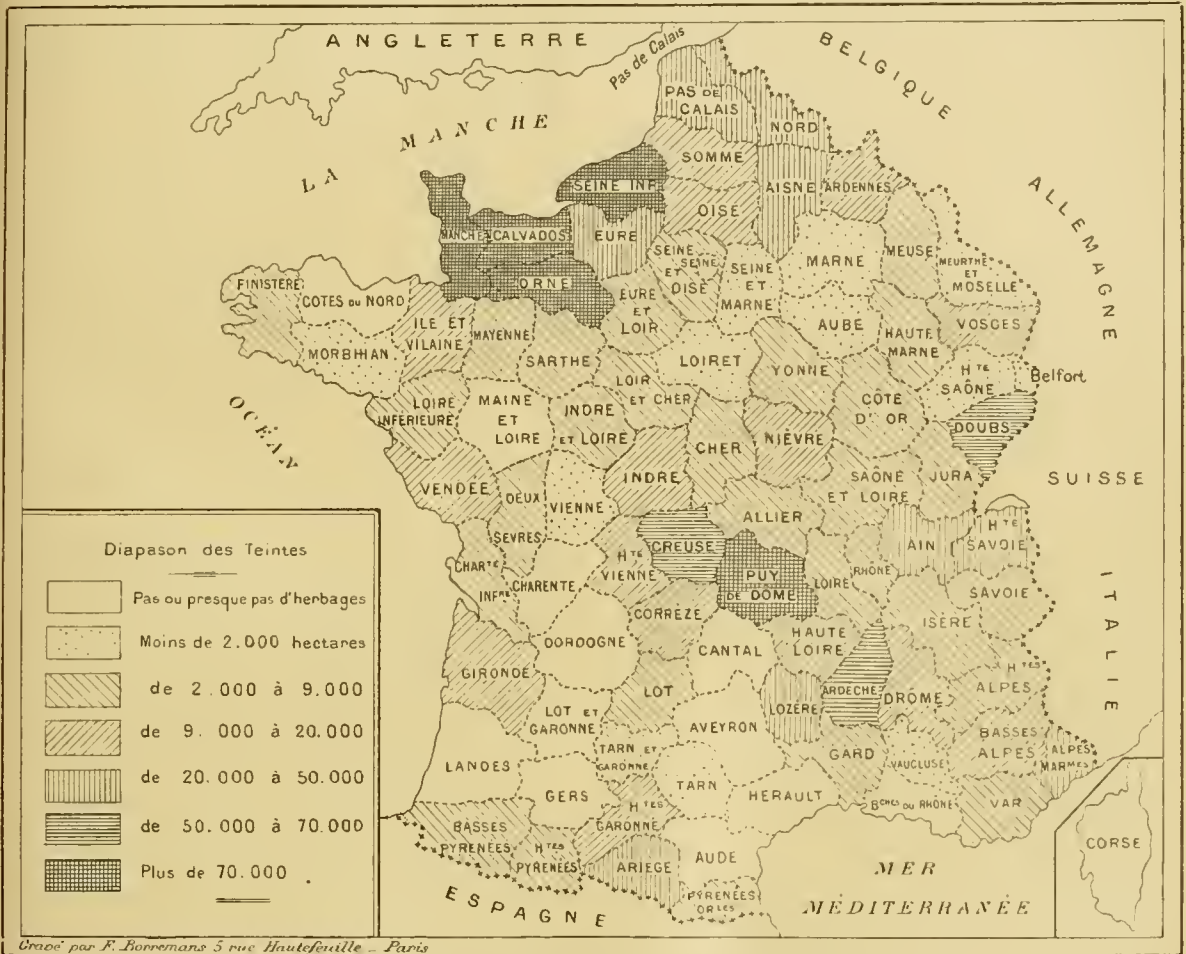 ANGLETERRE
Pas de Calais
BELGIQUE
LA MANCHE
PAS DE
CALAIS
NORD
SOMME
SEINE INF
AISNE
ARDENNES
OISE
ALLEMAGNE
MANCHE
CALVADOS
EURE
SEINE
ET
OISE
SEINE
SEINE
ET
MARNE
MARNE
MEUSE
MEURTHE
ET
MOSELLE
ORNE
FINISTÈRE
COTES DU NORD
ILE ET
VILAINE
MAYENNE
EURE
ET
LOIR
AUBE
HAUTE
MARNE
VOSGES
MORBIHAN
SARTHE
LOIRET
YONNE
Hte
SAÔNE
Belfort
OCÉAN
LOIRE
INFERIEURE
MAINE
ET
LOIRE
INDRE
ET LOIRE
LOIR
ET CHER
CÔTE
D'OR
DOUBS
CHER
NIÈVRE
VENDÉE
DEUX
SÈVRES
VIENNE
INDRE
SAÔNE
ET LOIRE
JURA
SUISSE
ALLIER
CREUSE
AIN
Hte
SAVOIE
CHARte
INFre
CHARENTE
Hte
VIENNE
PUY
DE DÔME
LOIRE
RHÔNE
SAVOIE
ITALIE
CORRÈZE
ISÈRE
DORDOGNE
CANTAL
HAUTE
LOIRE
GIRONDE
LOT
LOZÈRE
ARDÈCHE
DRÔME
Htes
ALPES
LOT ET
GARONNE
AVEYRON
BASSES
ALPES
ALPES
MARmes
TARN ET
GARONNE
GARD
VAUCLUSE
LANDES
TARN
GERS
HÉRAULT
Bches DU RHÔNE
VAR
BASSES
PYRÉNÉES
Htes
PYRENÉES
Htes
GARONNE
ARIÈGE
AUDE
PYRÉNÉES
ORles
CORSE
ESPAGNE
MER
MÉDITERRANÉE
Diapason des Teintes
Pas ou presque pas d'herbages
Moins de 2.000 hectares
de 2.000 à 9.000
de 9.000 à 20.000
de 20.000 à 50.000
de 50.000 à 70.000
Plus de 70.000
Gravé par F. Borremans 5 rue Hautefeuille _ Paris